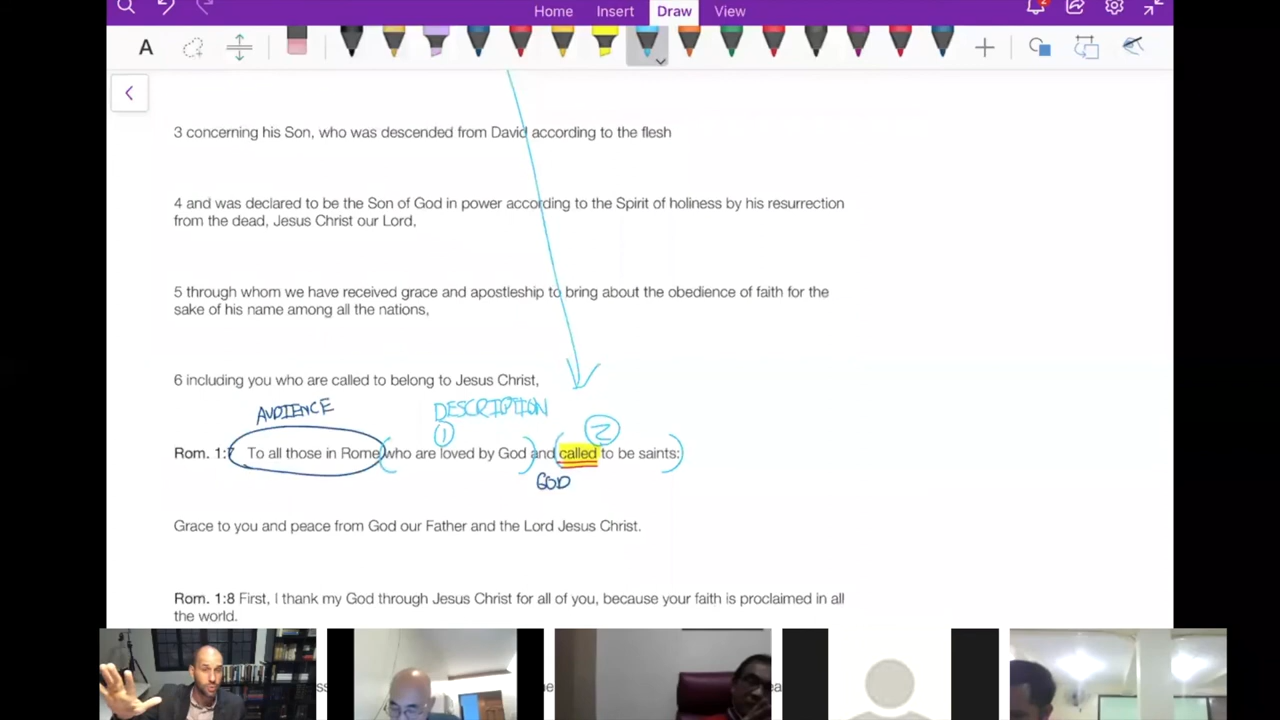 Home Insert Draw View
A
3 concerning his Son, who was descended from David according to the flesh
4 and was declared to be the Son of God in power according to the Spirit of holiness by his resurrection
from the dead, Jesus Christ our Lord,
5 through whom we have received grace and apostleship to bring about the obedience of faith for the
sake of his name among all the nations,
6 including you who are called to belong to Jesus Christ,
AUDIENCE DESCRIPTION
1 2
Rom. 1:7 To all those in Rome who are loved by God and called to be saints:
GOD
Grace to you and peace from God our Father and the Lord Jesus Christ.
Rom. 1:8 First, I thank my God through Jesus Christ for all of you, because your faith is proclaimed in all
the world.